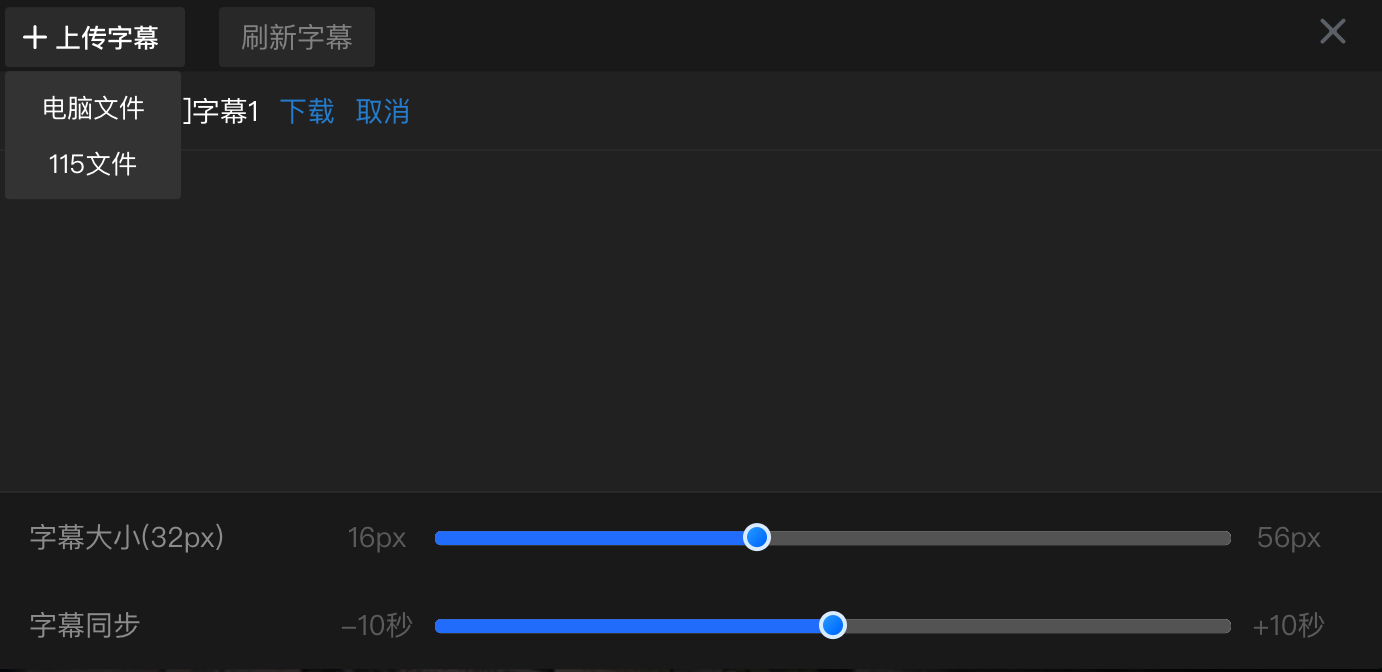 上传字幕 刷新字幕
电脑文件 ]字幕1 下载 取消
115文件
字幕大小(32px) 16px 56px
字幕同步 -10秒 +10秒